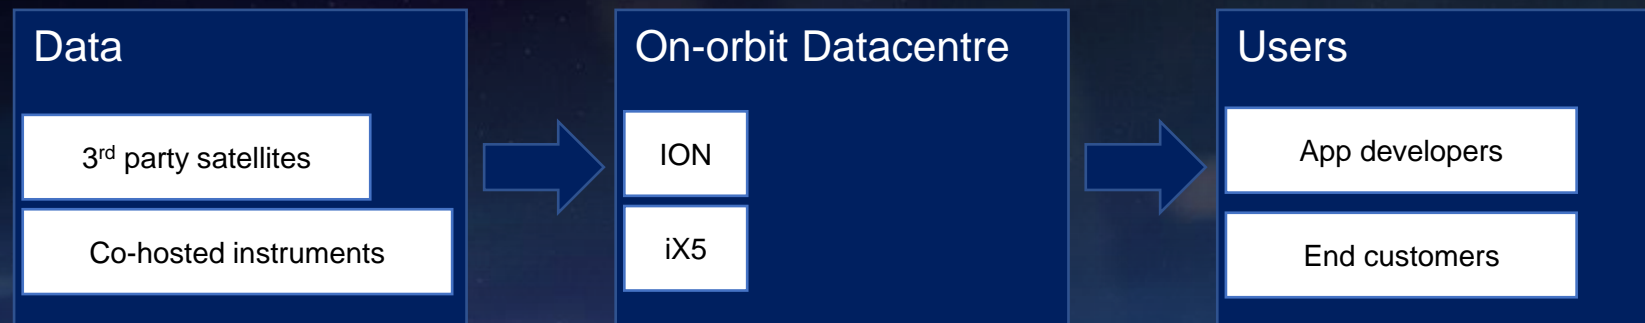 Data
3rd party satellites
Co-hosted instruments
On-orbit Datacentre
ION
iX5
Users
App developers
End customers